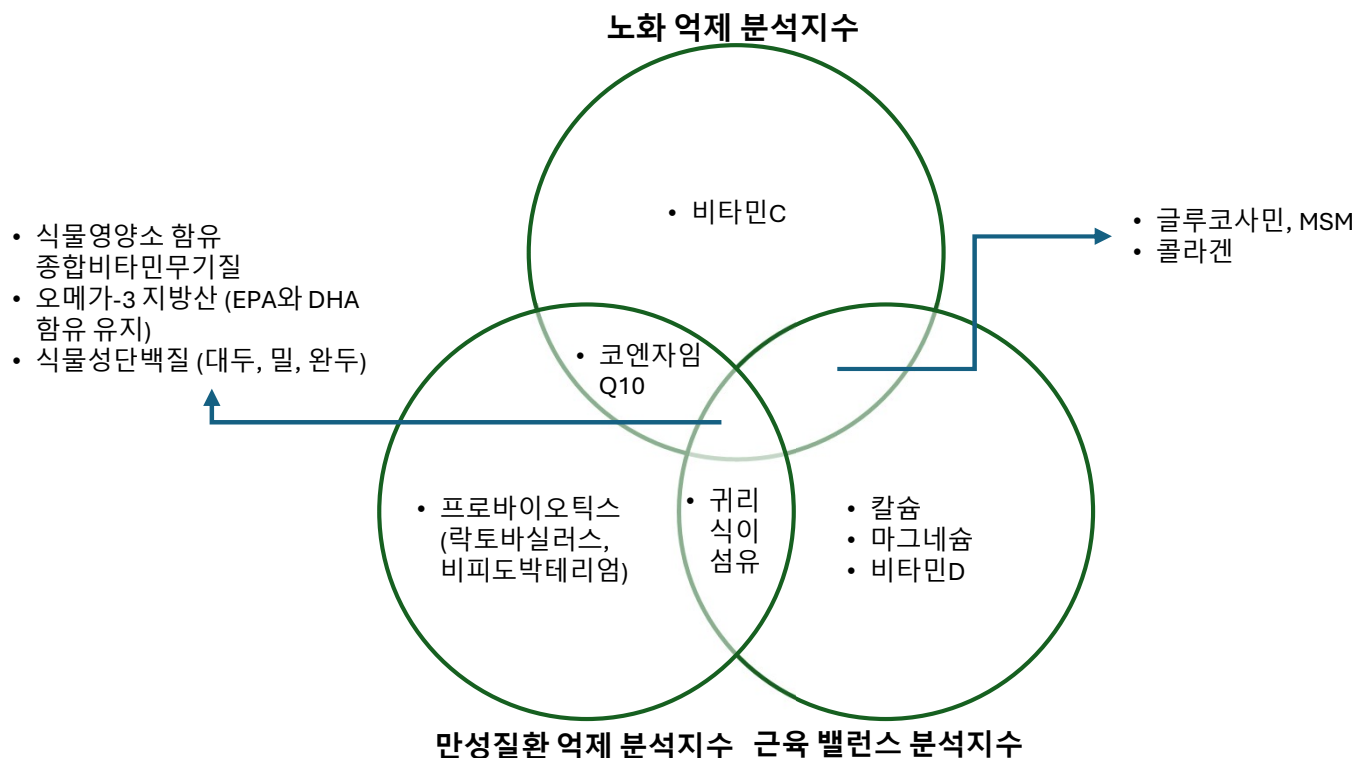 노화 억제 분석지수
• 비타민C
• 식물영양소 함유
종합비타민무기질
• 오메가-3 지방산 (EPA와 DHA
함유 유지)
• 식물성단백질 (대두, 밀, 완두)
• 글루코사민, MSM
• 콜라겐
• 코엔자임
Q10
• 프로바이오틱스
(락토바실러스,
비피도박테리엄)
• 귀리
식이
섬유
• 칼슘
• 마그네슘
• 비타민D
만성질환 억제 분석지수
근육 밸런스 분석지수